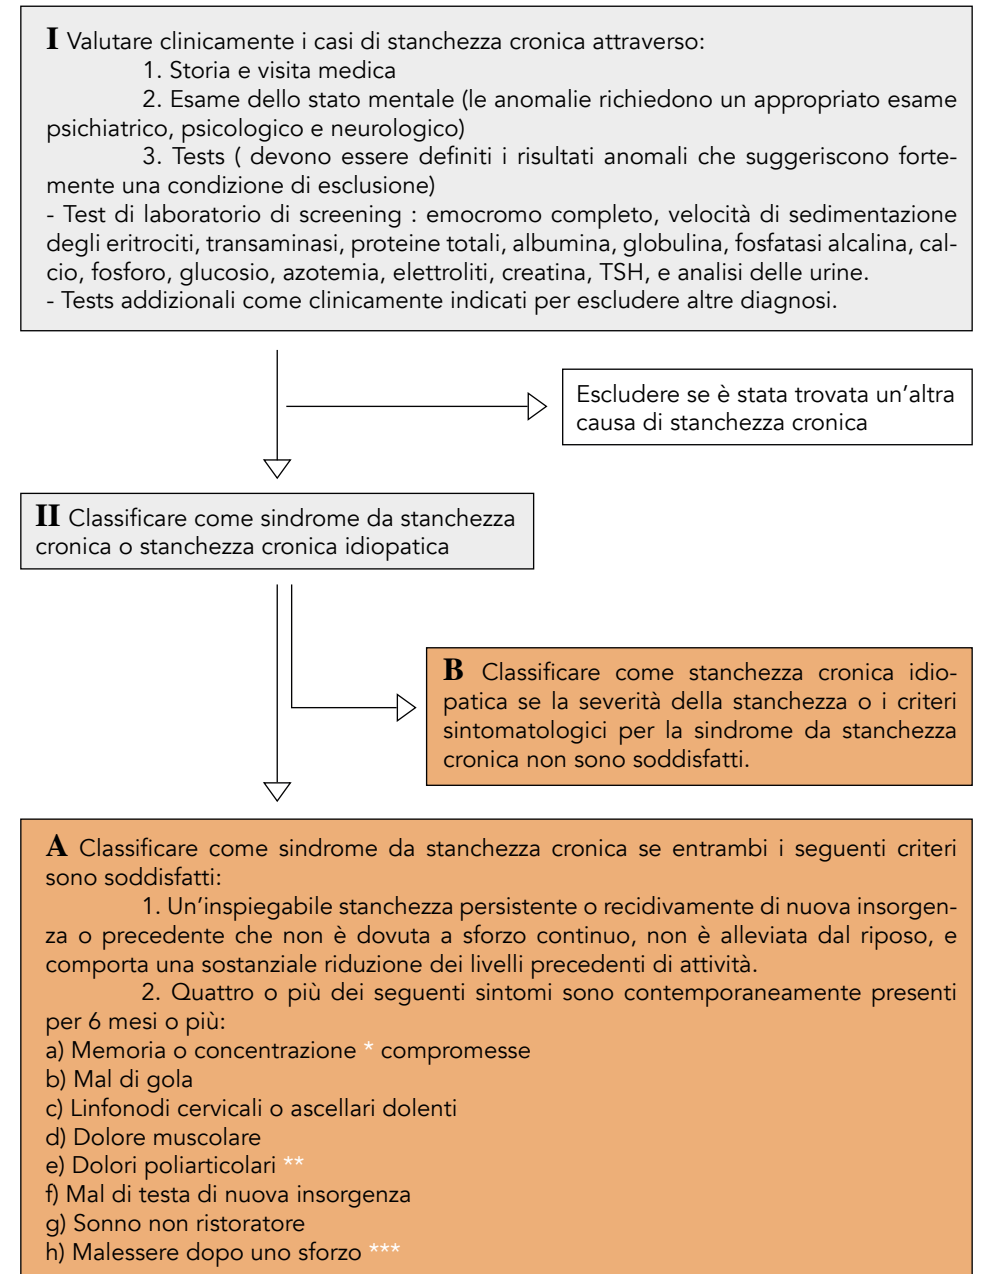 I Valutare clinicamente i casi di stanchezza cronica attraverso:
1. Storia e visita medica
2. Esame dello stato mentale (le anomalie richiedono un appropriato esame
psichiatrico, psicologico e neurologico)
3. Tests ( devono essere definiti i risultati anomali che suggeriscono forte-
mente una condizione di esclusione)
- Test di laboratorio di screening : emocromo completo, velocità di sedimentazione
degli eritrociti, transaminasi, proteine totali, albumina, globulina, fosfatasi alcalina, cal-
cio, fosforo, glucosio, azotemia, elettroliti, creatina, TSH, e analisi delle urine.
- Tests addizionali come clinicamente indicati per escludere altre diagnosi.
Escludere se è stata trovata un'altra
causa di stanchezza cronica
II Classificare come sindrome da stanchezza
cronica o stanchezza cronica idiopatica
B Classificare come stanchezza cronica idio-
patica se la severità della stanchezza o i criteri
sintomatologici per la sindrome da stanchezza
cronica non sono soddisfatti.
A Classificare come sindrome da stanchezza cronica se entrambi i seguenti criteri
sono soddisfatti:
1. Un'inspiegabile stanchezza persistente o recidivamente di nuova insorgen-
za o precedente che non è dovuta a sforzo continuo, non è alleviata dal riposo, e
comporta una sostanziale riduzione dei livelli precedenti di attività.
2. Quattro o più dei seguenti sintomi sono contemporaneamente presenti
per 6 mesi o più:
a) Memoria o concentrazione * compromesse
b) Mal di gola
c) Linfonodi cervicali o ascellari dolenti
d) Dolore muscolare
e) Dolori poliarticolari **
f) Mal di testa di nuova insorgenza
g) Sonno non ristoratore
h) Malessere dopo uno sforzo ***